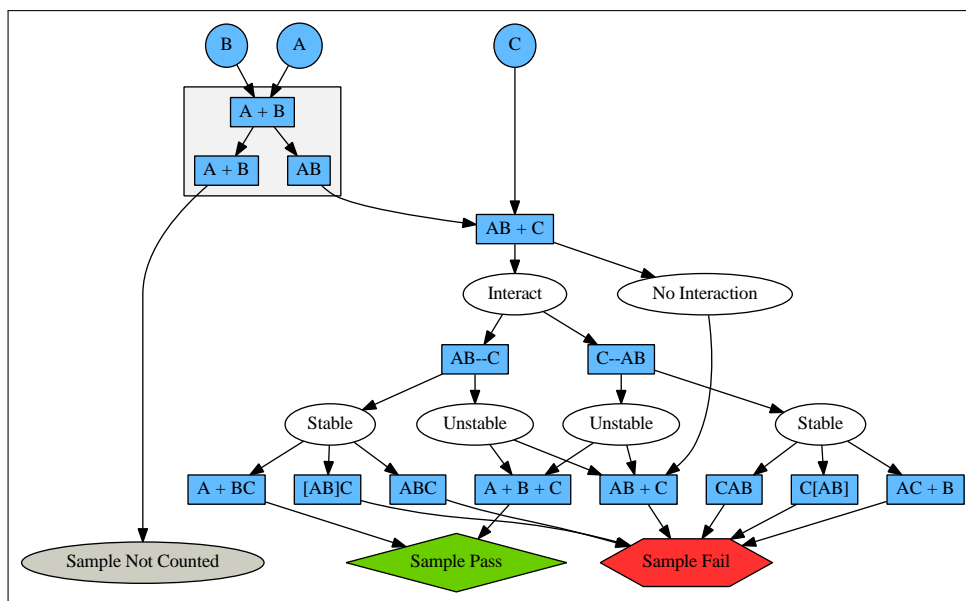 B
A
C
A + B
A + B
AB
AB + C
Interact
No Interaction
AB--C
C--AB
Stable
Unstable
Unstable
Stable
A + BC
[AB]C
ABC
A + B + C
AB + C
CAB
C[AB]
AC + B
Sample Not Counted
Sample Pass
Sample Fail